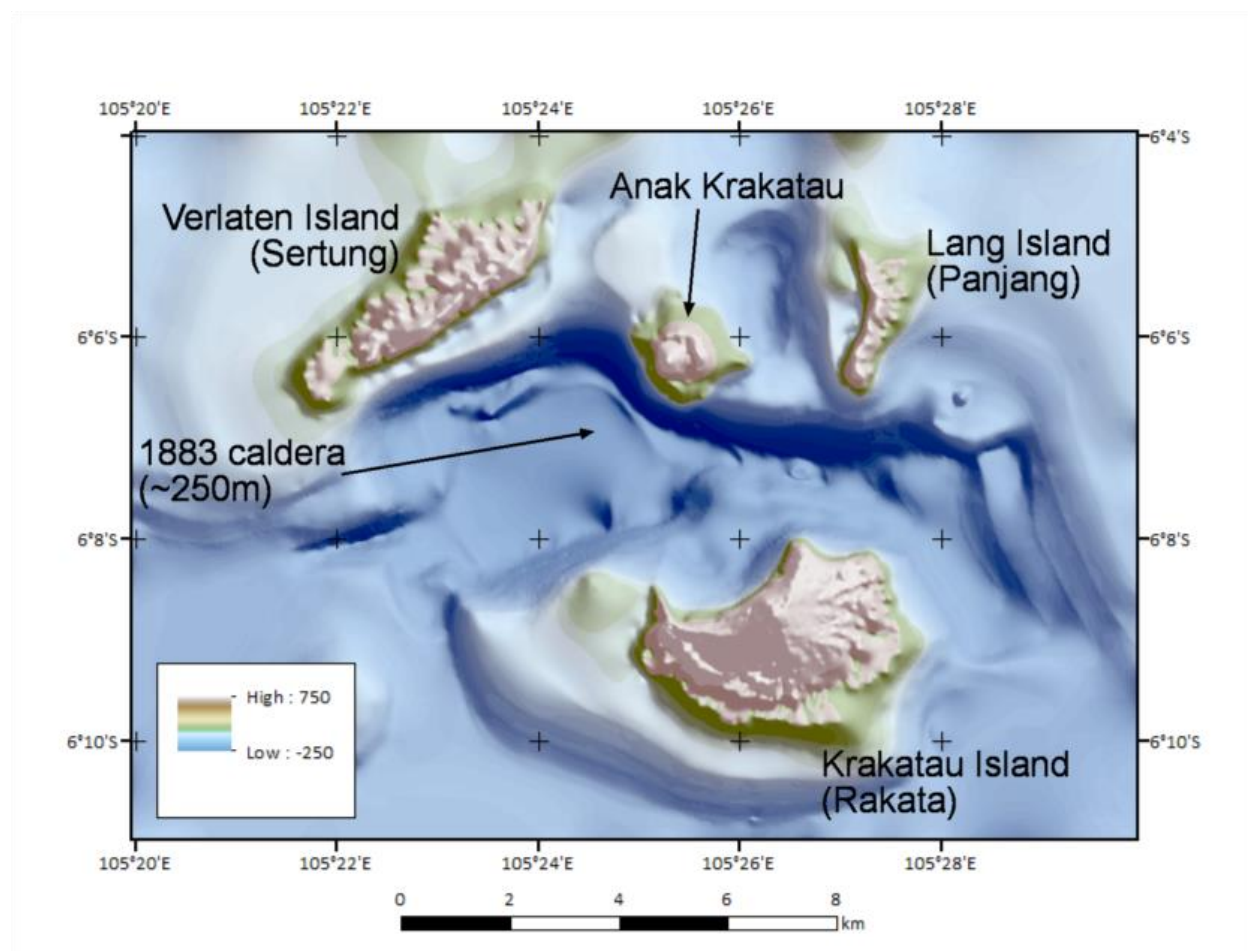 105°20'E 105°22'E 105°24'E 105°26'E 105°28'E
6°4'S
Anak Krakatau
Verlaten Island
(Sertung)
Lang Island
(Panjang)
6°6'S
6°6'S
1883 caldera
(~250m)
6°8'S
6°8'S
High : 750
Low : -250
6°10'S
6°10'S
Krakatau Island
(Rakata)
105°20'E 105°22'E 105°24'E 105°26'E 105°28'E
0 2 4 6 8
km